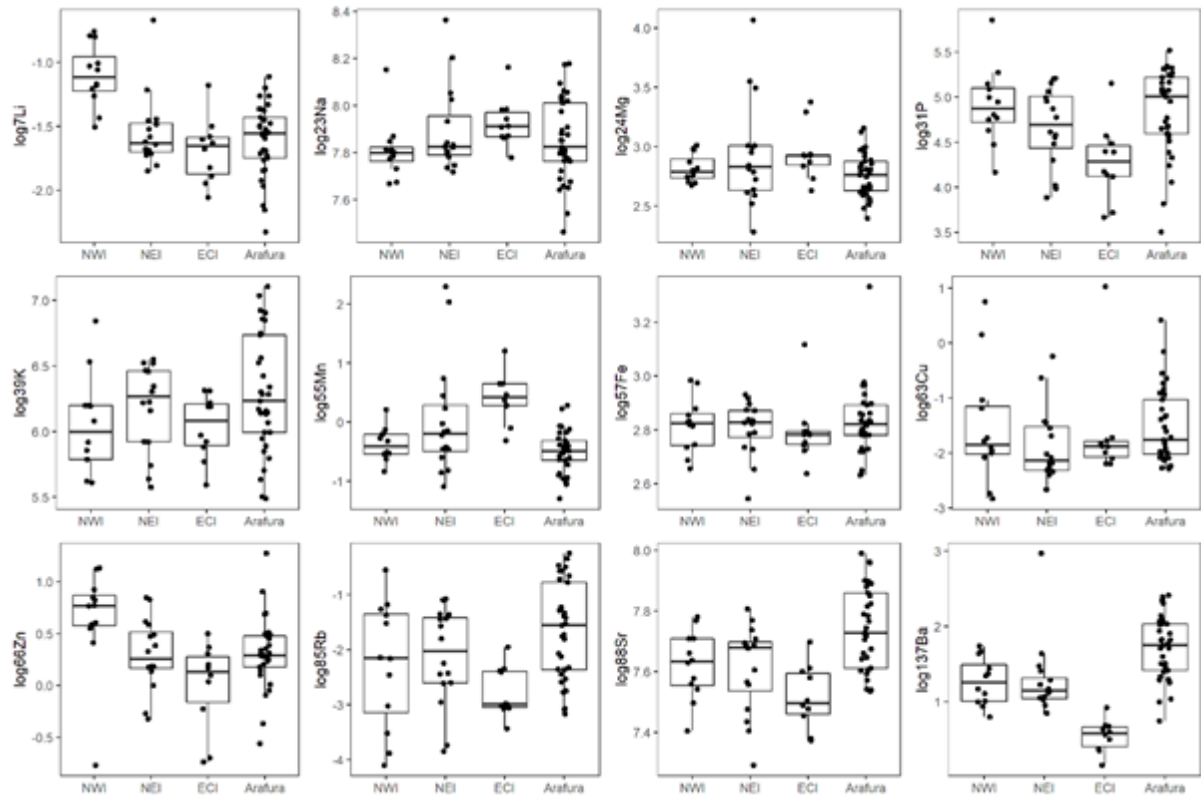 log7Li
-1.0
-1.5
-2.0
NWI NEI ECI Arafura
log23Na
8.4
8.2
8.0
7.8
7.6
NWI NEI ECI Arafura
log24Mg
4.0
3.5
3.0
2.5
NWI NEI ECI Arafura
log31P
5.5
5.0
4.5
4.0
3.5
NWI NEI ECI Arafura
log39K
7.0
6.5
6.0
5.5
NWI NEI ECI Arafura
log55Mn
2
1
0
-1
NWI NEI ECI Arafura
log57Fe
3.2
3.0
2.8
2.6
NWI NEI ECI Arafura
log63Cu
1
0
-1
-2
-3
NWI NEI ECI Arafura
log66Zn
1.0
0.5
0.0
-0.5
NWI NEI ECI Arafura
log85Rb
-1
-2
-3
-4
NWI NEI ECI Arafura
log88Sr
8.0
7.8
7.6
7.4
NWI NEI ECI Arafura
log137Ba
3
2
1
NWI NEI ECI Arafura